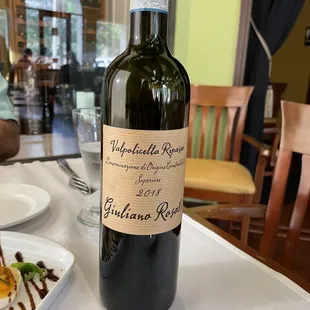 Valpolicella Ripasso
Denominazione di Origine Controllata
Superiore
2018
Giuliano Rosati